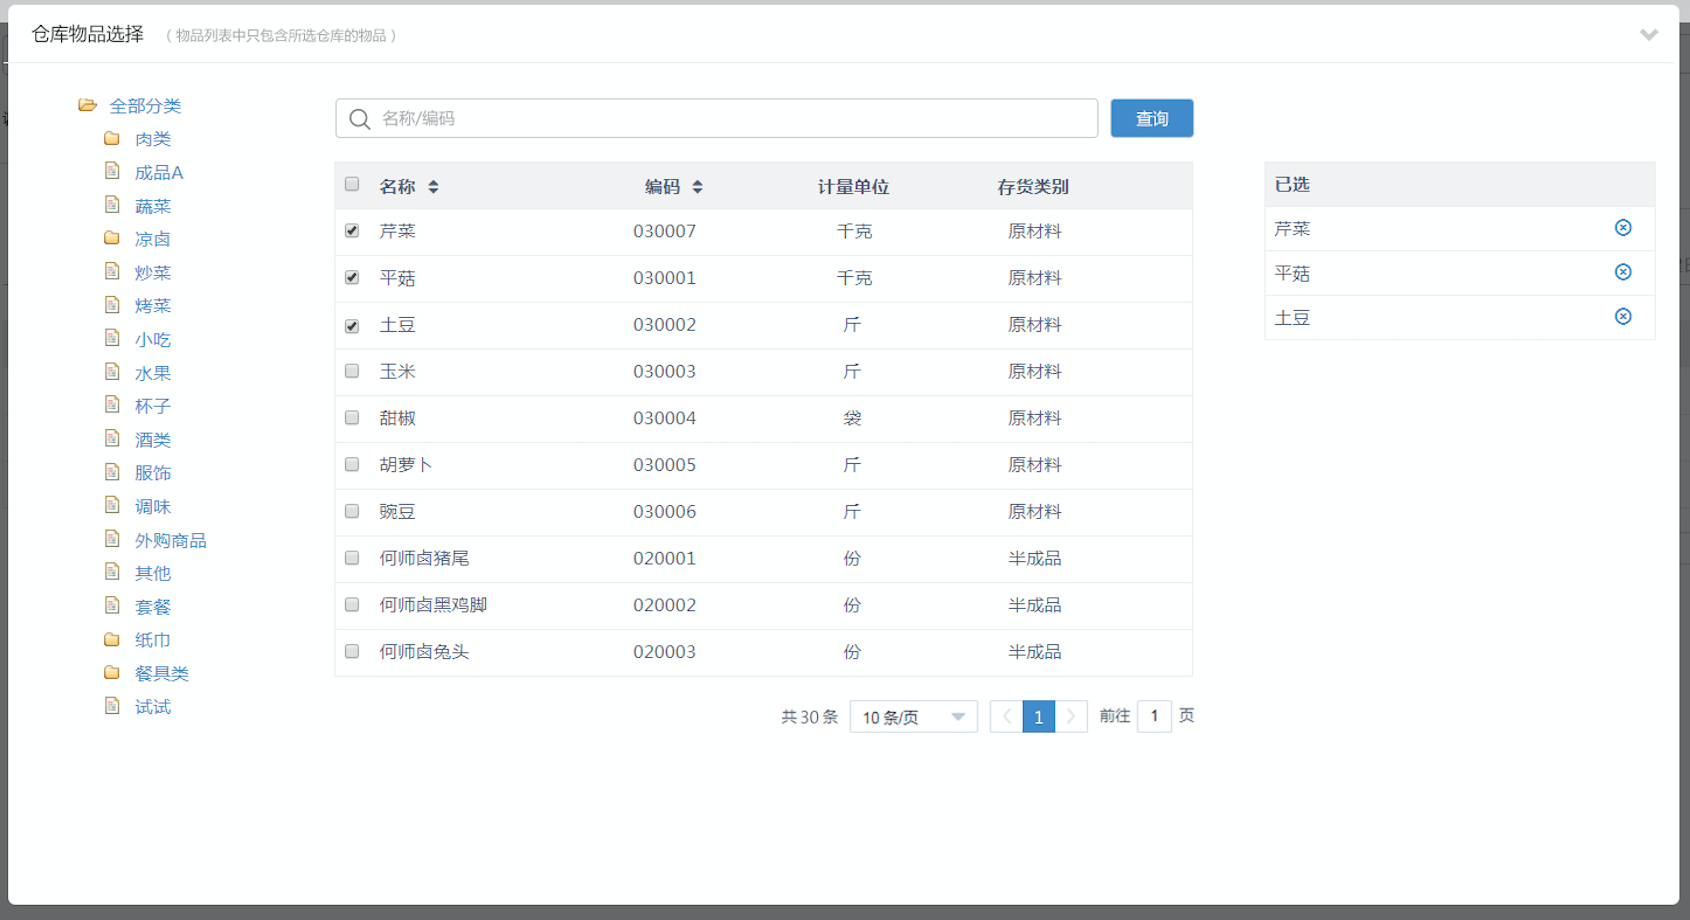 仓库物品选择 （物品列表中只包含所选仓库的物品）
全部分类
肉类
成品A
蔬菜
凉卤
炒菜
烤菜
小吃
水果
杯子
酒类
服饰
调味
外购商品
其他
套餐
纸巾
餐具类
试试
名称/编码 查询
名称 编码 计量单位 存货类别
芹菜 030007 千克 原材料
平菇 030001 千克 原材料
土豆 030002 斤 原材料
玉米 030003 斤 原材料
甜椒 030004 袋 原材料
胡萝卜 030005 斤 原材料
豌豆 030006 斤 原材料
何师卤猪尾 020001 份 半成品
何师卤黑鸡脚 020002 份 半成品
何师卤兔头 020003 份 半成品
共 30 条 10 条/页 1 前往 1 页
已选
芹菜
平菇
土豆